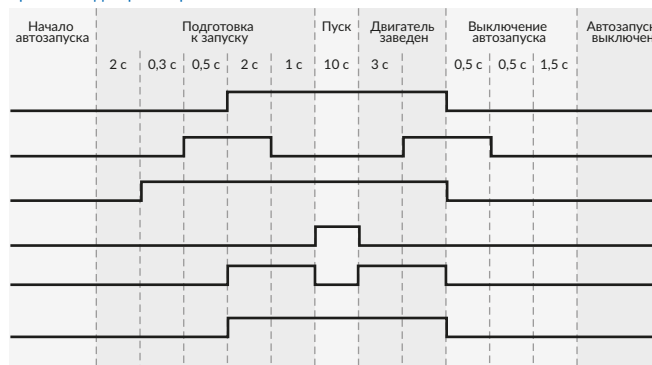 Начало
автозапуска
Подготовка
к запуску
Пуск
Двигатель
заведен
Выключение
автозапуска
2 с 0,3 с 0,5 с 2 с 1 с 10 с 3 с 0,5 с 0,5 с 1,5 с